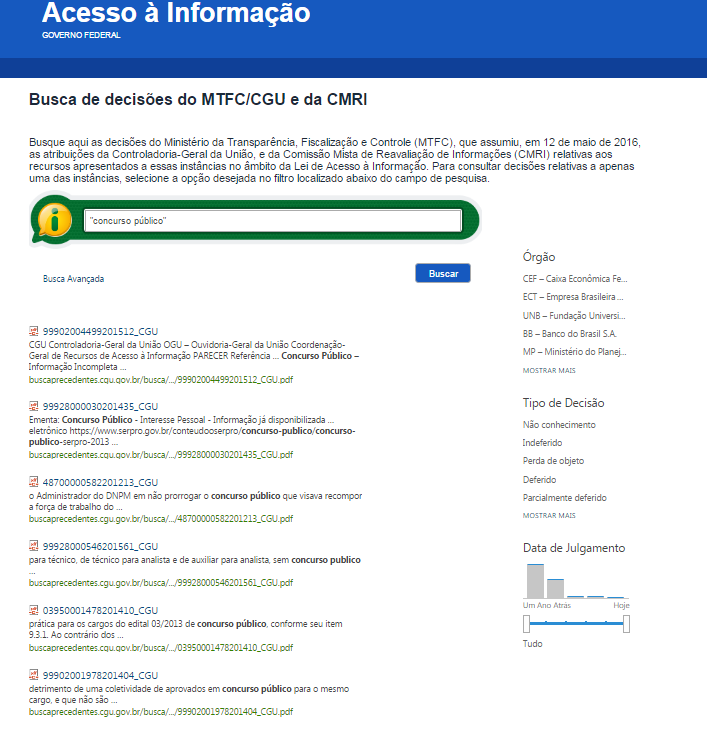 Acesso à Informação
GOVERNO FEDERAL
Busca de decisões do MTFC/CGU e da CMRI
Busque aqui as decisões do Ministério da Transparência, Fiscalização e Controle (MTFC), que assumiu, em 12 de maio de 2016,
as atribuições da Controladoria-Geral da União, e da Comissão Mista de Reavaliação de Informações (CMRI) relativas aos
recursos apresentados a essas instâncias no âmbito da Lei de Acesso à Informação. Para consultar decisões relativas a apenas
uma das instâncias, selecione a opção desejada no filtro localizado abaixo do campo de pesquisa.
"concurso público"
Busca Avançada
Buscar
99902004499201512_CGU
CGU Controladoria-Geral da União OGU – Ouvidoria-Geral da União Coordenação-
Geral de Recursos de Acesso à Informação PARECER Referência ... Concurso Público –
Informação Incompleta ...
buscaprecedentes.cgu.gov.br/busca/.../99902004499201512_CGU.pdf
99928000030201435_CGU
Ementa: Concurso Público - Interesse Pessoal - Informação já disponibilizada ...
eletrônico https://www.serpro.gov.br/conteudooserpro/concurso-publico/concurso-
publico-serpro-2013 ...
buscaprecedentes.cgu.gov.br/busca/.../99928000030201435_CGU.pdf
48700000582201213_CGU
o Administrador do DNPM em não prorrogar o concurso público que visava recompor
a força de trabalho do ...
buscaprecedentes.cgu.gov.br/busca/.../48700000582201213_CGU.pdf
99928000546201561_CGU
para técnico, de técnico para analista e de auxiliar para analista, sem concurso publico
...
buscaprecedentes.cgu.gov.br/busca/.../99928000546201561_CGU.pdf
03950001478201410_CGU
prática para os cargos do edital 03/2013 de concurso público, conforme seu item
9.3.1. Ao contrário dos ...
buscaprecedentes.cgu.gov.br/busca/.../03950001478201410_CGU.pdf
99902001978201404_CGU
detrimento de uma coletividade de aprovados em concurso público para o mesmo
cargo, e que não são ...
buscaprecedentes.cgu.gov.br/busca/.../99902001978201404_CGU.pdf
Órgão
CEF – Caixa Econômica Fe...
ECT – Empresa Brasileira ...
UNB – Fundação Universi...
BB – Banco do Brasil S.A.
MP – Ministério do Planej...
MOSTRAR MAIS
Tipo de Decisão
Não conhecimento
Indeferido
Perda de objeto
Deferido
Parcialmente deferido
MOSTRAR MAIS
Data de Julgamento
Um Ano Atrás Hoje
Tudo